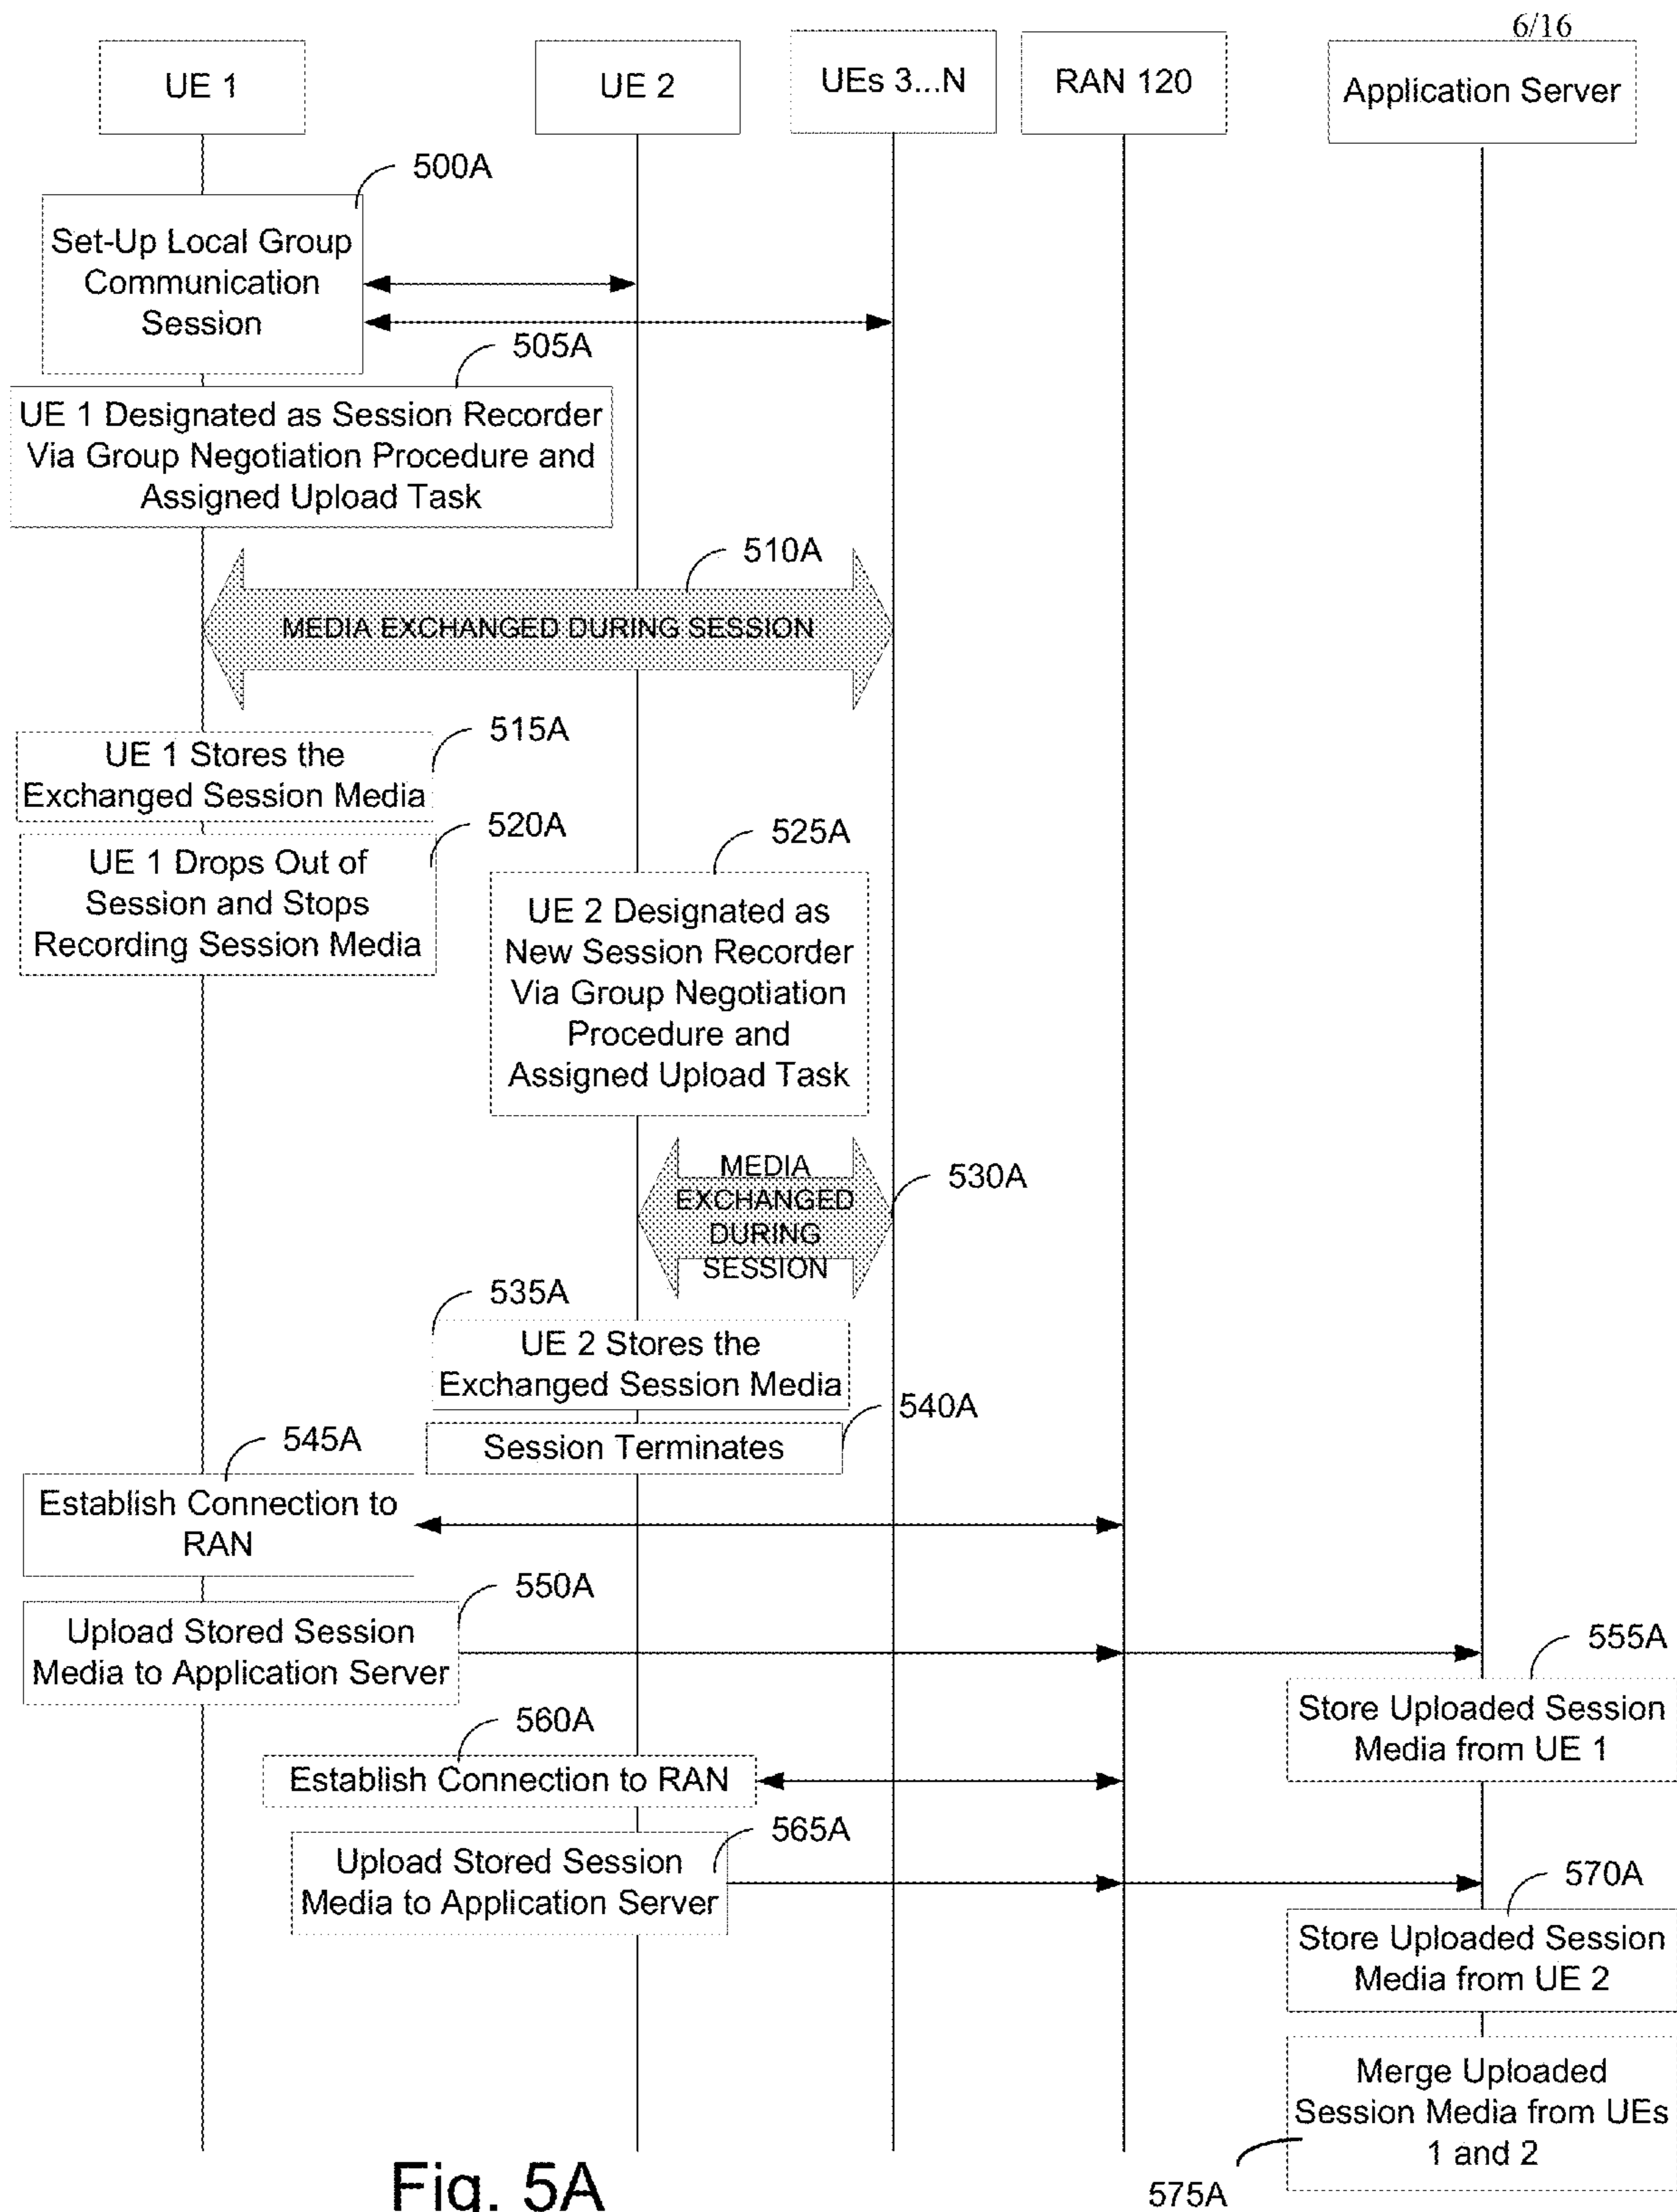 6/16
UE 1
UE 2
UEs 3...N
RAN 120
Application Server
500A
Set-Up Local Group
Communication
Session
505A
UE 1 Designated as Session Recorder
Via Group Negotiation Procedure and
Assigned Upload Task
510A
MEDIA EXCHANGED DURING SESSION
515A
UE 1 Stores the
Exchanged Session Media
520A
UE 1 Drops Out of
Session and Stops
Recording Session Media
525A
UE 2 Designated as
New Session Recorder
Via Group Negotiation
Procedure and
Assigned Upload Task
MEDIA
EXCHANGED
DURING
SESSION
530A
535A
UE 2 Stores the
Exchanged Session Media
540A
Session Terminates
545A
Establish Connection to
RAN
550A
Upload Stored Session
Media to Application Server
555A
Store Uploaded Session
Media from UE 1
560A
Establish Connection to RAN
565A
Upload Stored Session
Media to Application Server
570A
Store Uploaded Session
Media from UE 2
Merge Uploaded
Session Media from UEs
1 and 2
575A
Fig. 5A